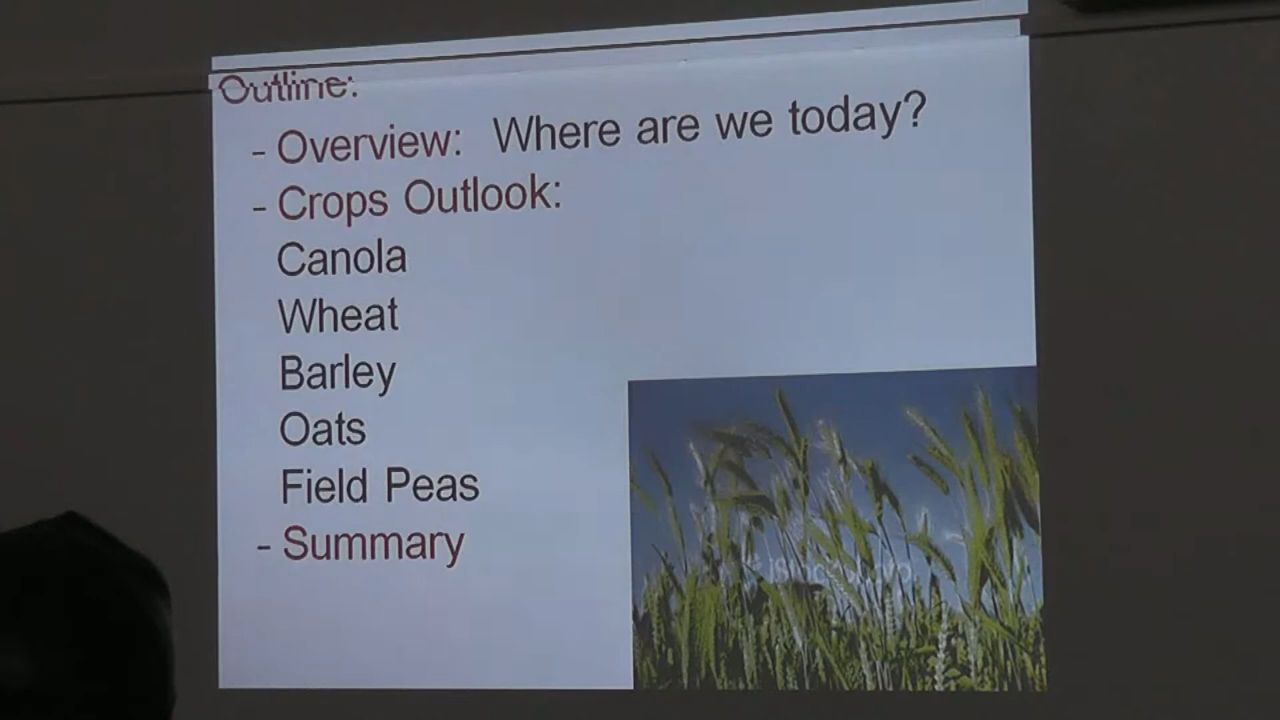 Outline:
- Overview: Where are we today?
- Crops Outlook:
Canola
Wheat
Barley
Oats
Field Peas
- Summary